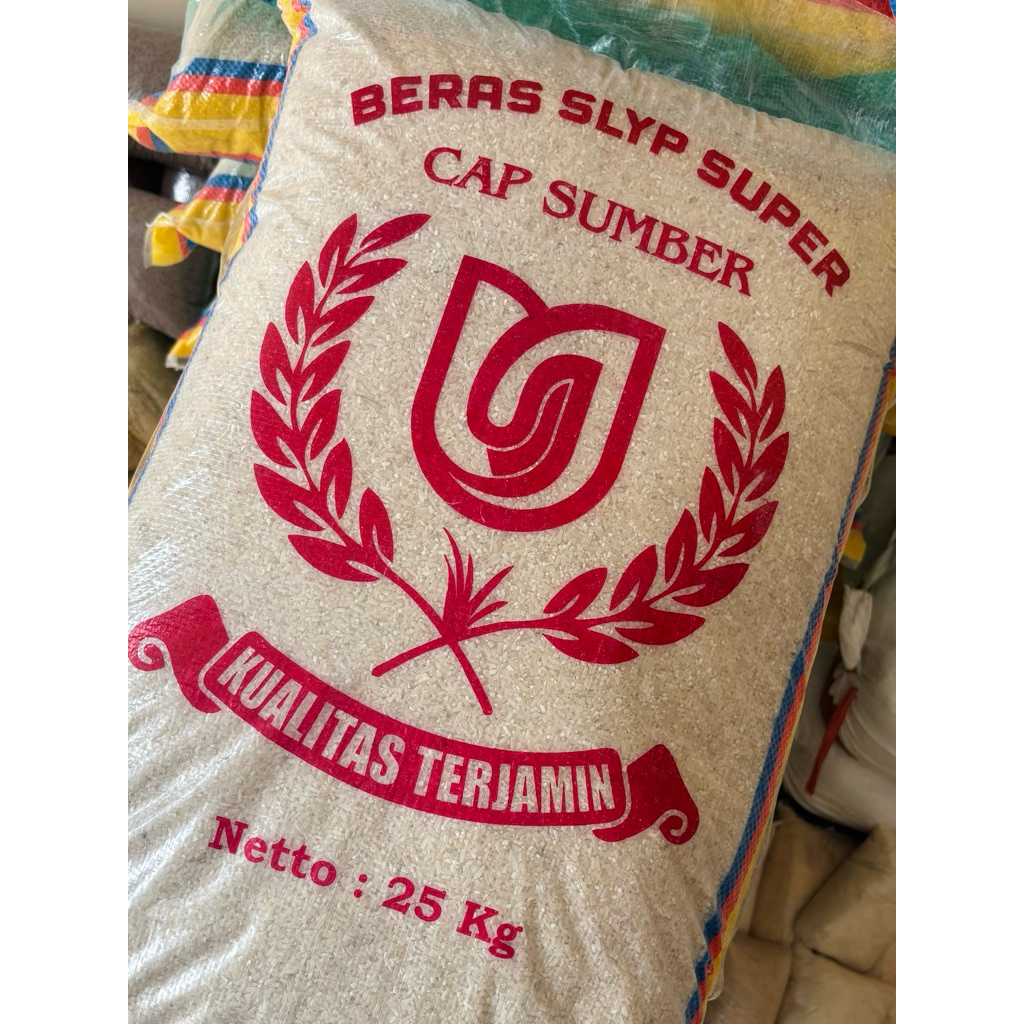 BERAS SLYP SUPER
CAP SUMBER
KUALITAS TERJAMIN
Netto : 25 Kg